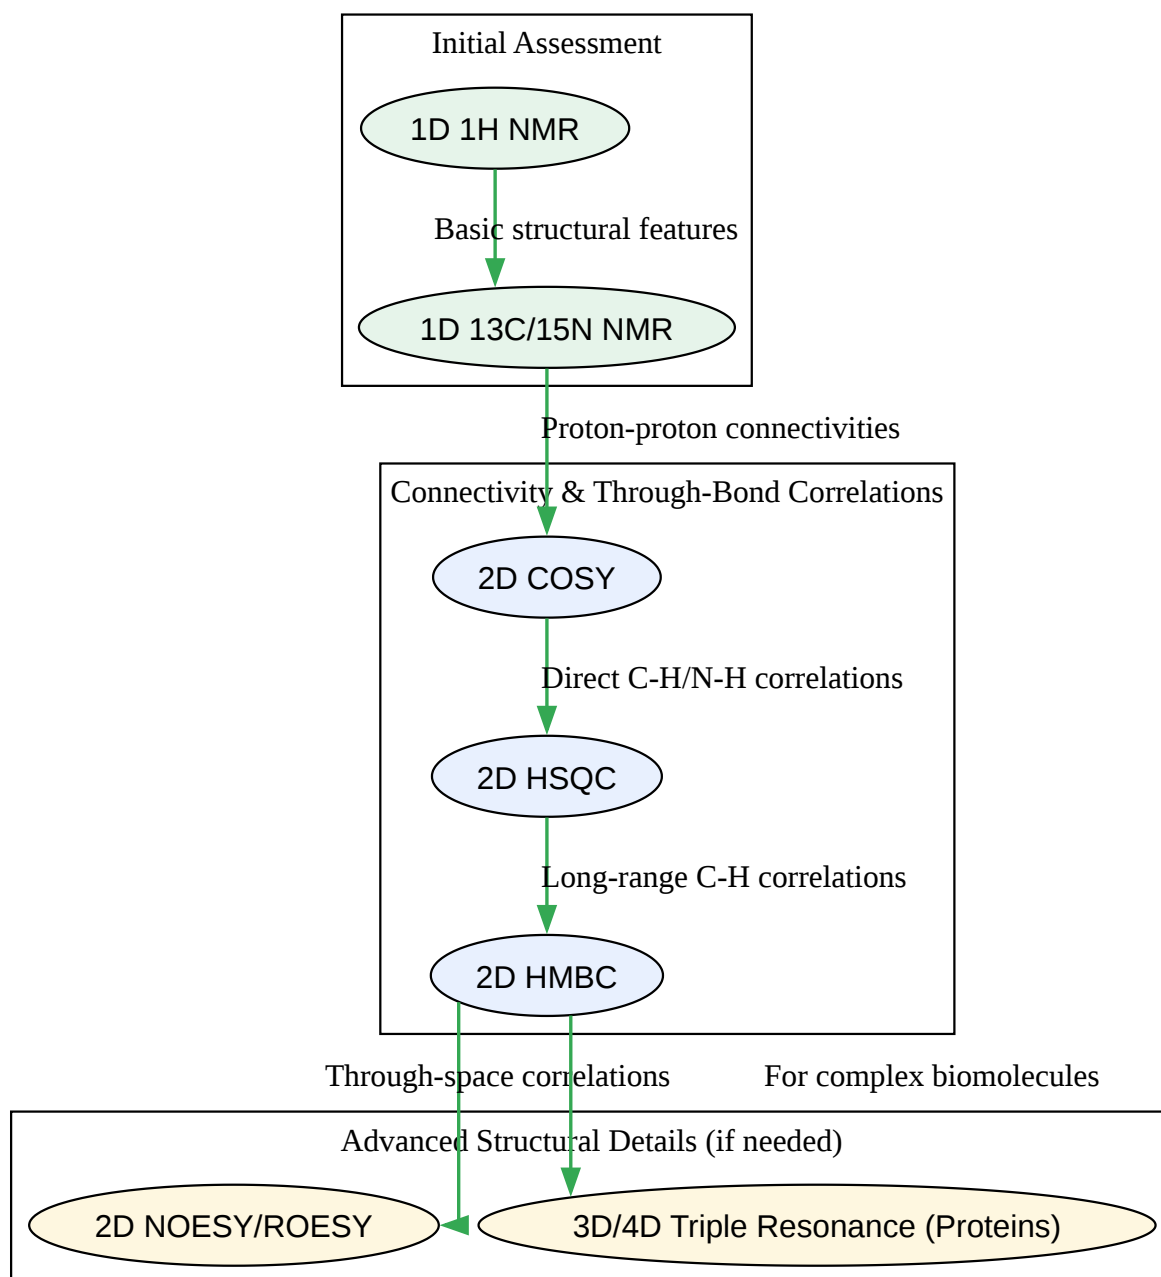 Initial Assessment
1D 1H NMR
Basic structural features
1D 13C/15N NMR
Proton-proton connectivities
Connectivity & Through-Bond Correlations
2D COSY
Direct C-H/N-H correlations
2D HSQC
Long-range C-H correlations
2D HMBC
Through-space correlations
For complex biomolecules
Advanced Structural Details (if needed)
2D NOESY/ROESY
3D/4D Triple Resonance (Proteins)